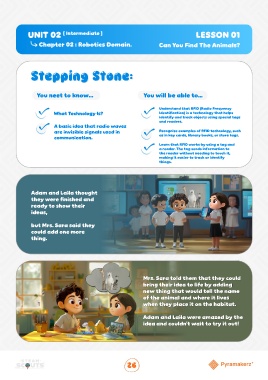 UNIT 02 [ Intermediate ]
LESSON 01
Chapter 03 : Robotics Domain.
Can You Find The Animals?
Stepping Stone:
You need to know...
You will be able to...
What Technology is?
A basic idea that radio waves
are invisible signals used in
communication.
Understand that RFID (Radio Frequency
Identification) is a technology that helps
identify and track objects using special tags
and readers.
Recognize examples of RFID technology, such
as key cards, library books, or store tags.
Learn that RFID works by using a tag and
a reader. The tag sends information to
the reader without needing to touch it,
making it easier to track or identify
things.
Adam and Laila thought
they were finished and
ready to show their
ideas,
but Mrs. Sara said they
could add one more
thing.
Mrs. Sara told them that they could
bring their idea to life by adding
new thing that would tell the name
of the animal and where it lives
when they place it on the habitat.
Adam and Laila were amazed by the
idea and couldn't wait to try it out!
26
Pyramakerz